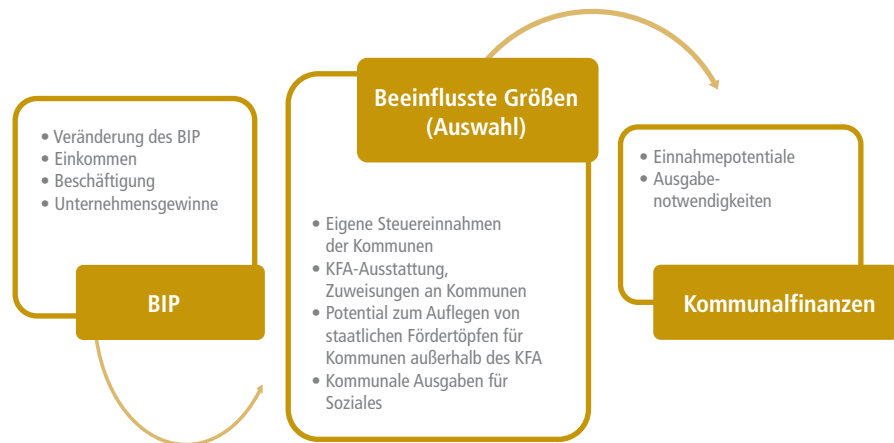 • Veränderung des BIP
• Einkommen
• Beschäftigung
• Unternehmensgewinne
BIP
Beeinflusste Größen
(Auswahl)
• Eigene Steuereinnahmen
der Kommunen
• KFA-Ausstattung,
Zuweisungen an Kommunen
• Potential zum Auflegen von
staatlichen Fördertöpfen für
Kommunen außerhalb des KFA
• Kommunale Ausgaben für
Soziales
• Einnahmepotentiale
• Ausgabe-
notwendigkeiten
Kommunalfinanzen